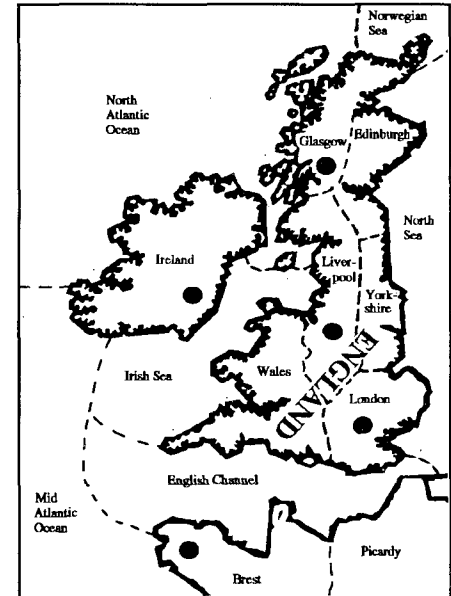 Norwegian
Sea
North
Atlantic
Ocean
Glasgow
Edinburgh
North
Sea
Ireland
Liver-
pool
York-
shire
Irish Sea
Wales
ENGLAND
London
English Channel
Mid
Atlantic
Ocean
Brest
Picardy